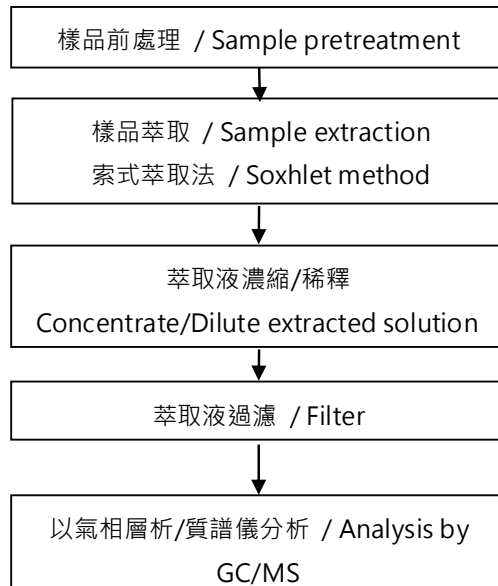 樣品前處理 / Sample pretreatment
樣品萃取 / Sample extraction
索式萃取法 / Soxhlet method
萃取液濃縮/稀釋
Concentrate/Dilute extracted solution
萃取液過濾 / Filter
以氣相層析/質譜儀分析 / Analysis by
GC/MS